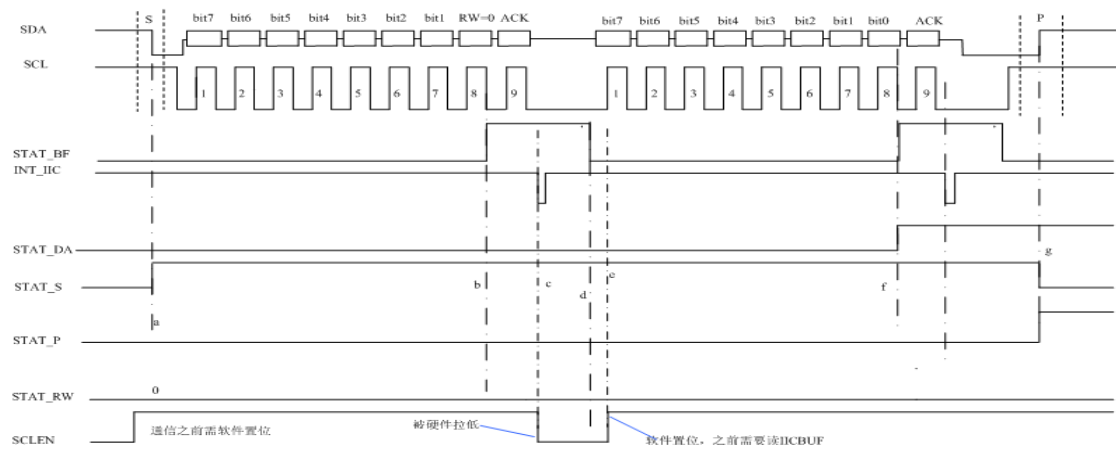 S bit7 bit6 bit5 bit4 bit3 bit2 bit1 RW=0 ACK bit7 bit6 bit5 bit4 bit3 bit2 bit1 bit0 ACK P
SDA
SCL
1 2 3 4 5 6 7 8 9 1 2 3 4 5 6 7 8 9
STAT_BF
INT_IIC
STAT_DA
g
e
b c d f
STAT_S
a
STAT_P
0
STAT_RW
通信之前需软件置位
被硬件拉低
SCLEN
软件置位，之前需要读IICBUF